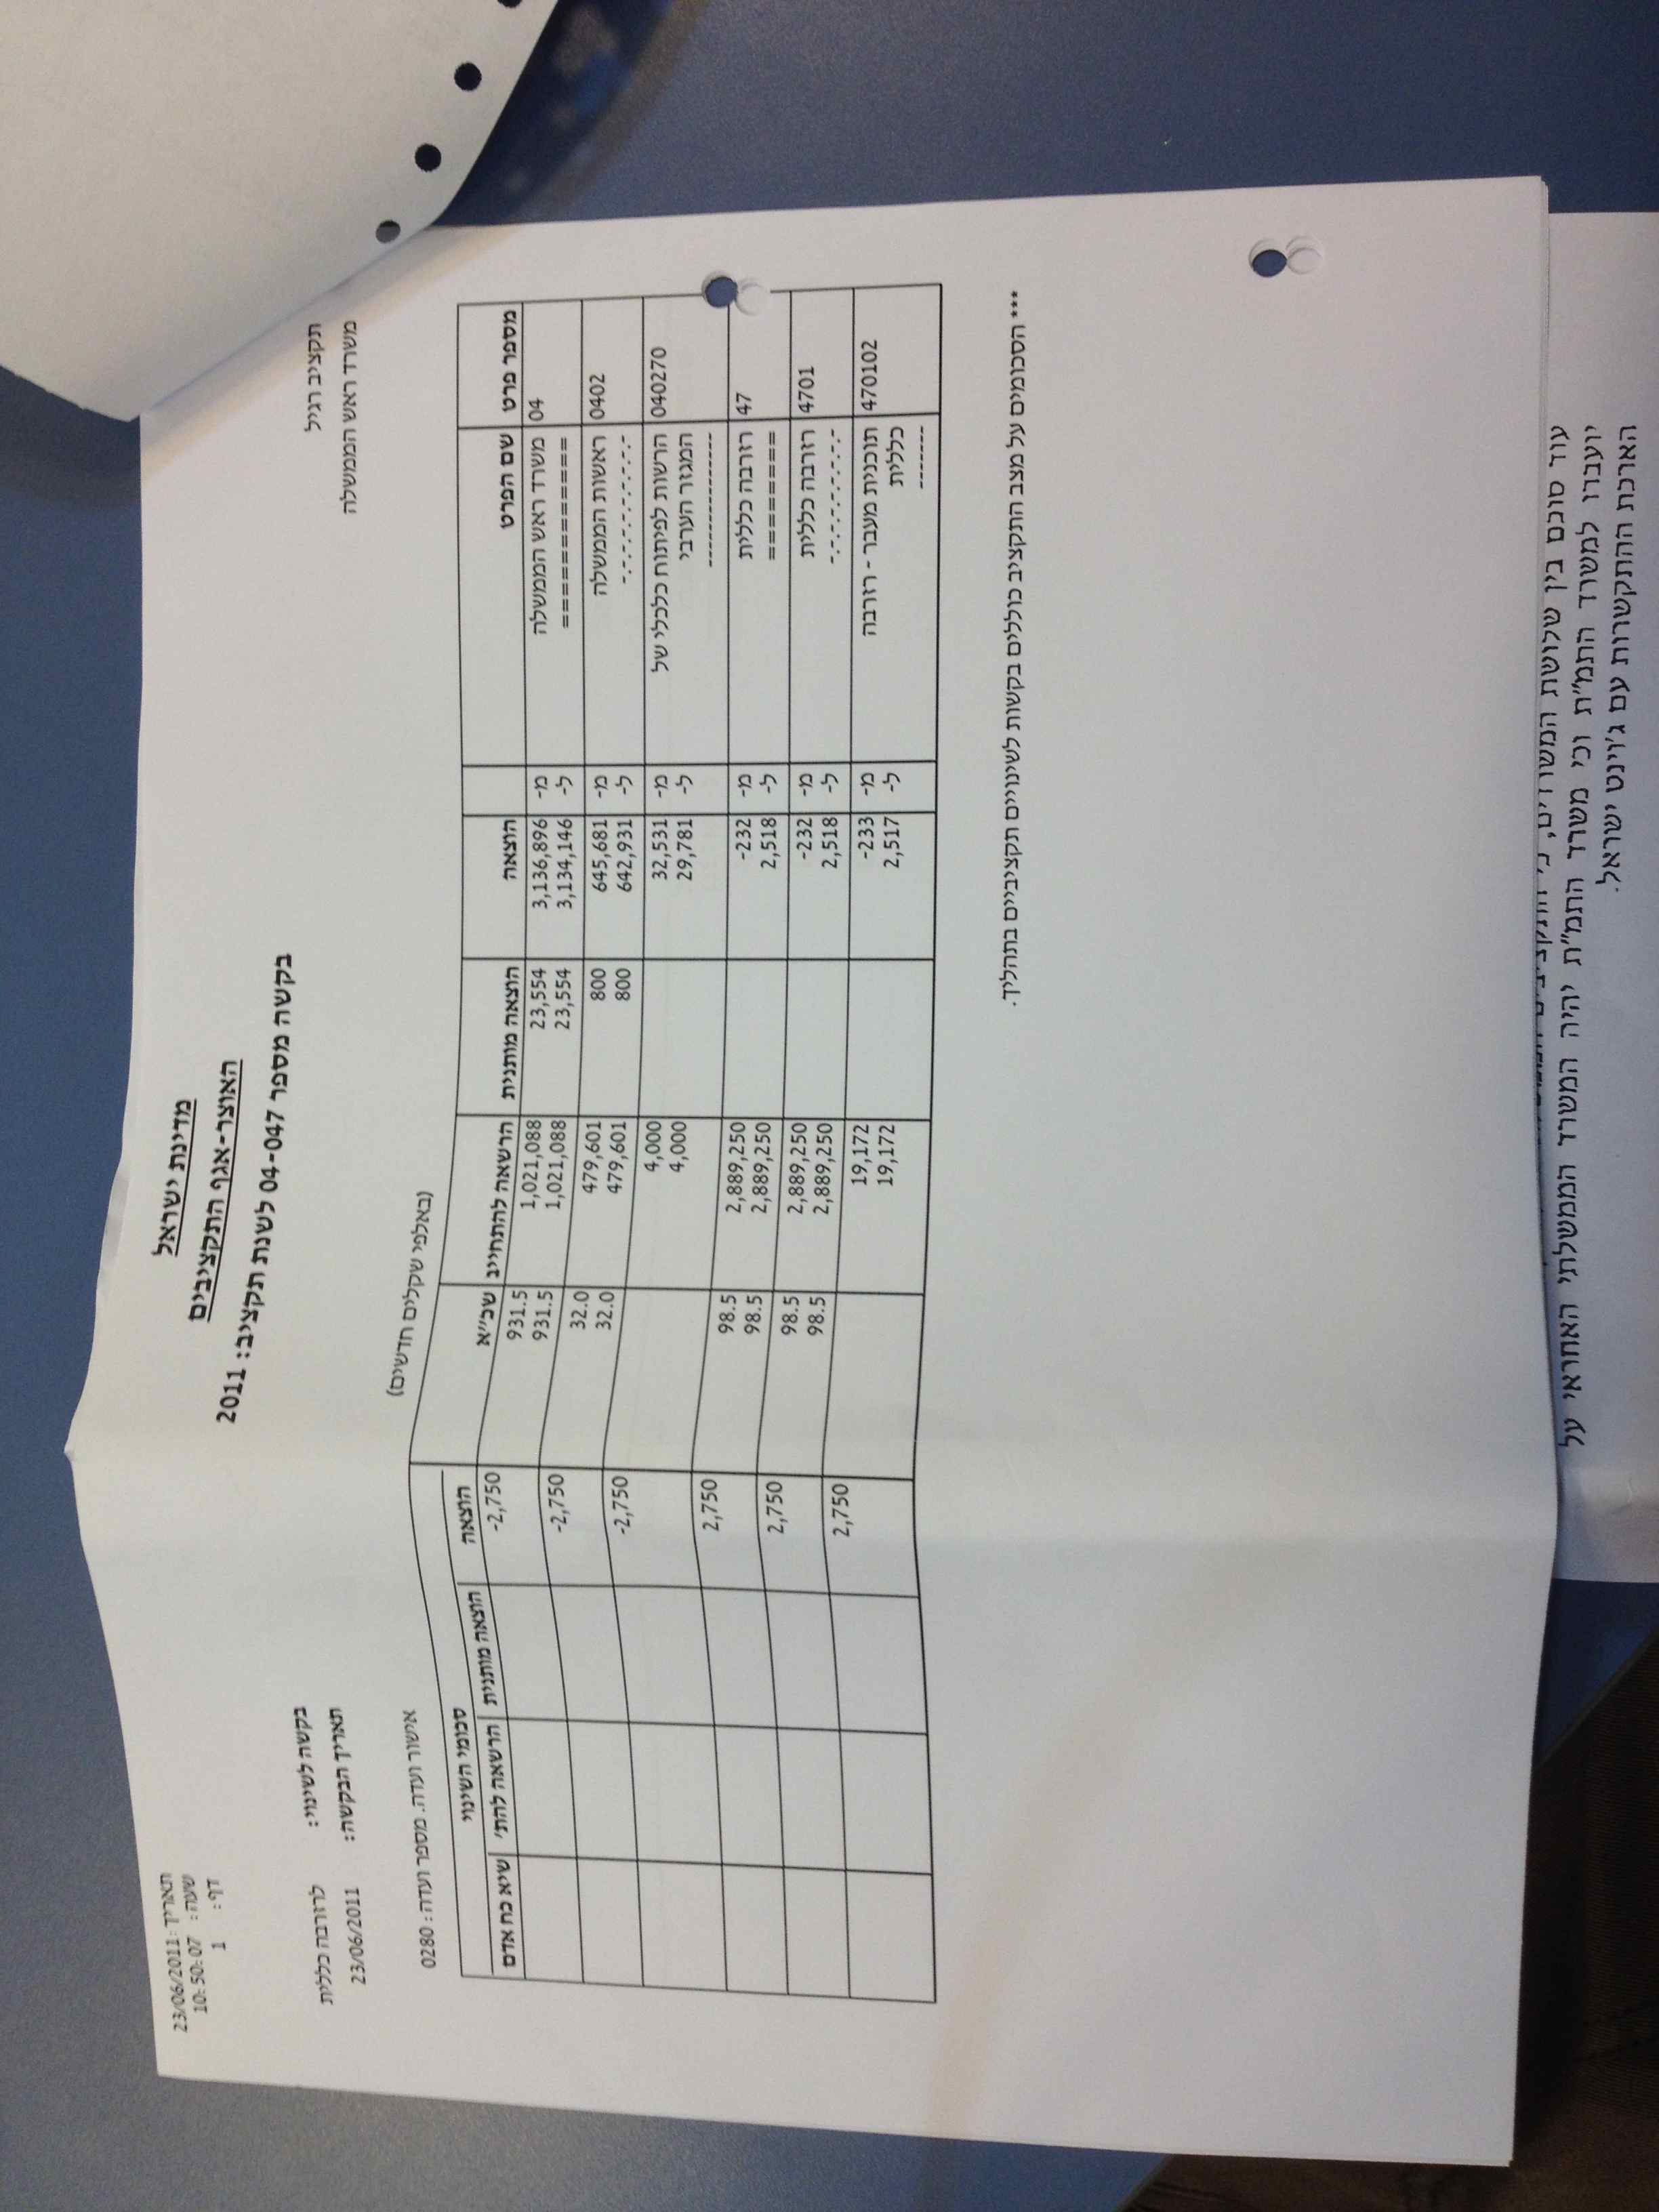 תאריך: 23/06/2011
שעה: 10:50:07
דף: 1
מדינת ישראל
האוצר-אגף התקציבים
בקשה מספר 04-047 לשנת תקציב: 2011
תקציב רגיל
משרד ראש הממשלה
בקשה לשינוי: לרזרבה כללית
תאריך הבקשה: 23/06/2011
(באלפי שקלים חדשים)
אישור ועדה. מספר ועדה: 0280
סכומי השינוי
מספר פרט שם הפרט הוצאה הוצאה מותנית הרשאה להתחייב שכ"א הוצאה הוצאה מותנית הרשאה להת' שיא כח אדם
04 משרד ראש הממשלה מ- 3,136,896 23,554 1,021,088 931.5 -2,750
=========== ל- 3,134,146 23,554 1,021,088 931.5
0402 ראשות הממשלה מ- 645,681 800 479,601 32.0 -2,750
-.-.-.-.-.-.-.- ל- 642,931 800 479,601 32.0
040270 הרשות לפיתוח כלכלי של מ- 32,531 4,000 -2,750
המגזר הערבי ל- 29,781 4,000
-------------
47 רזרבה כללית מ- -232 2,889,250 98.5 2,750
======== ל- 2,518 2,889,250 98.5
4701 רזרבה כללית מ- -232 2,889,250 98.5 2,750
-.-.-.-.-.-.- ל- 2,518 2,889,250 98.5
470102 תוכנית מעבר - רזרבה מ- -233 19,172 2,750
כללית ל- 2,517 19,172
------
*** הסכומים על מצב התקציב כוללים בקשות לשינויים תקציביים בתהליך.
עוד סוכם בין שלושת המשרדים, כי
יועברו למשרד התמ"ת וכי משרד התמ"ת יהיה המשרד הממשלתי האחראי על
הארכת ההתקשרות עם ג'וינט ישראל.